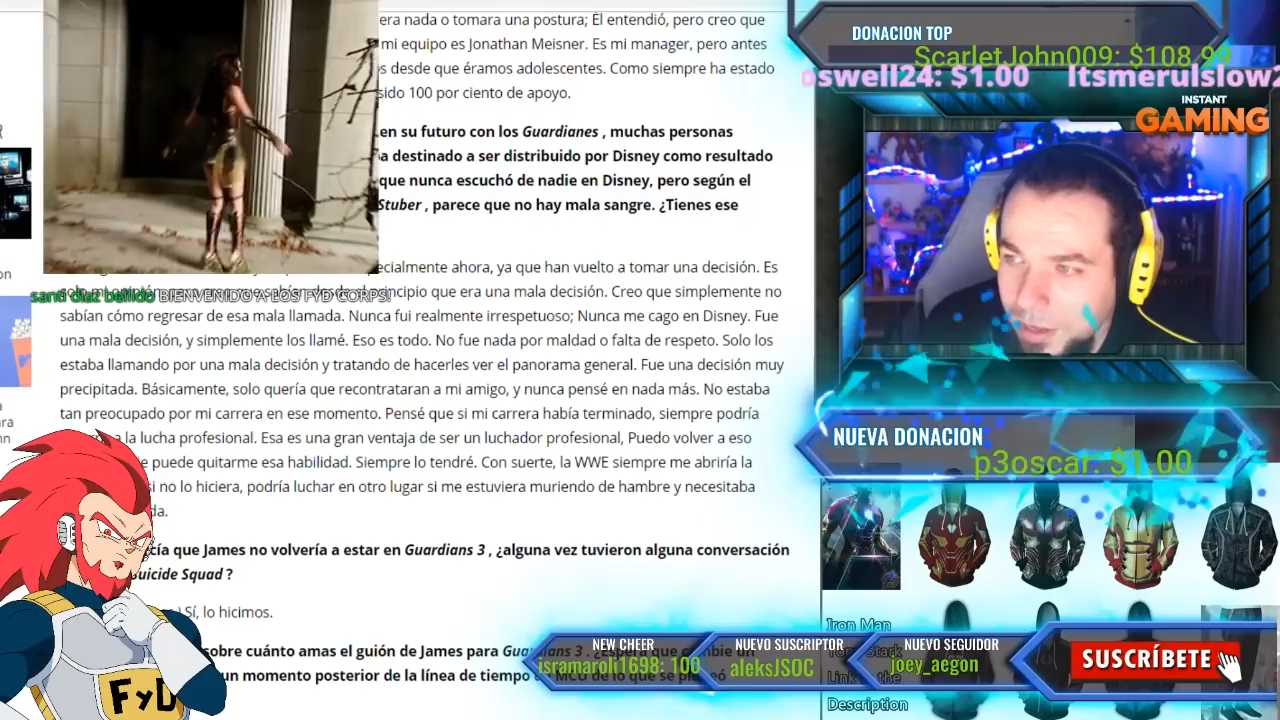 era nada o tomara una postura; Él entendió, pero creo que
mi equipo es Jonathan Meisner. Es mi manager, pero antes
s desde que éramos adolescentes. Como siempre ha estado
sido 100 por ciento de apoyo.
en su futuro con los Guardianes , muchas personas
a destinado a ser distribuido por Disney como resultado
que nunca escuchó de nadie en Disney, pero según el
Stuber , parece que no hay mala sangre. ¿Tienes ese
ecialmente ahora, ya que han vuelto a tomar una decisión. Es
principio que era una mala decisión. Creo que simplemente no
santi diaz bellido BIENVENIDO A LOS FYD CORPS!
sabían cómo regresar de esa mala llamada. Nunca fui realmente irrespetuoso; Nunca me cago en Disney. Fue
una mala decisión, y simplemente los llamé. Eso es todo. No fue nada por maldad o falta de respeto. Solo los
estaba llamando por una mala decisión y tratando de hacerles ver el panorama general. Fue una decisión muy
precipitada. Básicamente, solo quería que recontrataran a mi amigo, y nunca pensé en nada más. No estaba
tan preocupado por mi carrera en ese momento. Pensé que si mi carrera había terminado, siempre podría
a la lucha profesional. Esa es una gran ventaja de ser un luchador profesional, Puedo volver a eso
e puede quitarme esa habilidad. Siempre lo tendré. Con suerte, la WWE siempre me abriría la
si no lo hiciera, podría luchar en otro lugar si me estuviera muriendo de hambre y necesitaba
da.
cía que James no volvería a estar en Guardians 3 , ¿alguna vez tuvieron alguna conversación
Suicide Squad ?
Sí, lo hicimos.
sobre cuánto amas el guión de James para
un momento posterior de la línea de tiempo
DONACION TOP
ScarletJohn009: $108.99
oswell24: $1.00 Itsmerulslow2
INSTANT
GAMING
NUEVA DONACION
p3oscar: $1.00
Iron Man
Link
the
Description
NEW CHEER
isramaroli1698: 100
NUEVO SUSCRIPTOR
aleksJSOC
NUEVO SEGUIDOR
joey_aegon
SUSCRÍBETE
FyD